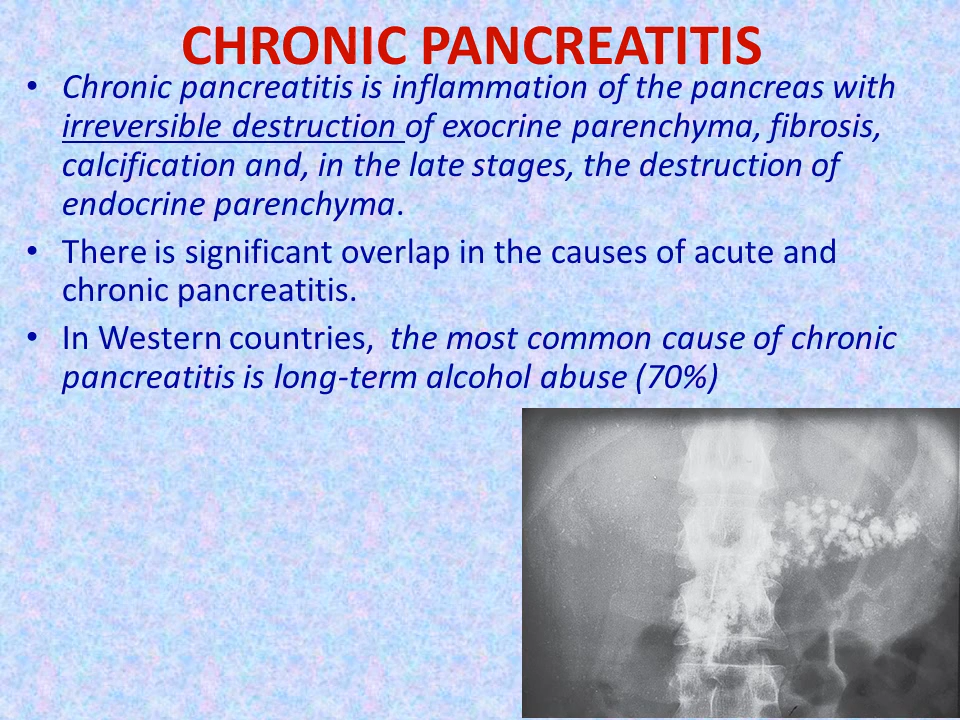 CHRONIC PANCREATITIS
• Chronic pancreatitis is inflammation of the pancreas with
irreversible destruction of exocrine parenchyma, fibrosis,
calcification and, in the late stages, the destruction of
endocrine parenchyma.
• There is significant overlap in the causes of acute and
chronic pancreatitis.
• In Western countries,  the most common cause of chronic
pancreatitis is long-term alcohol abuse (70%)